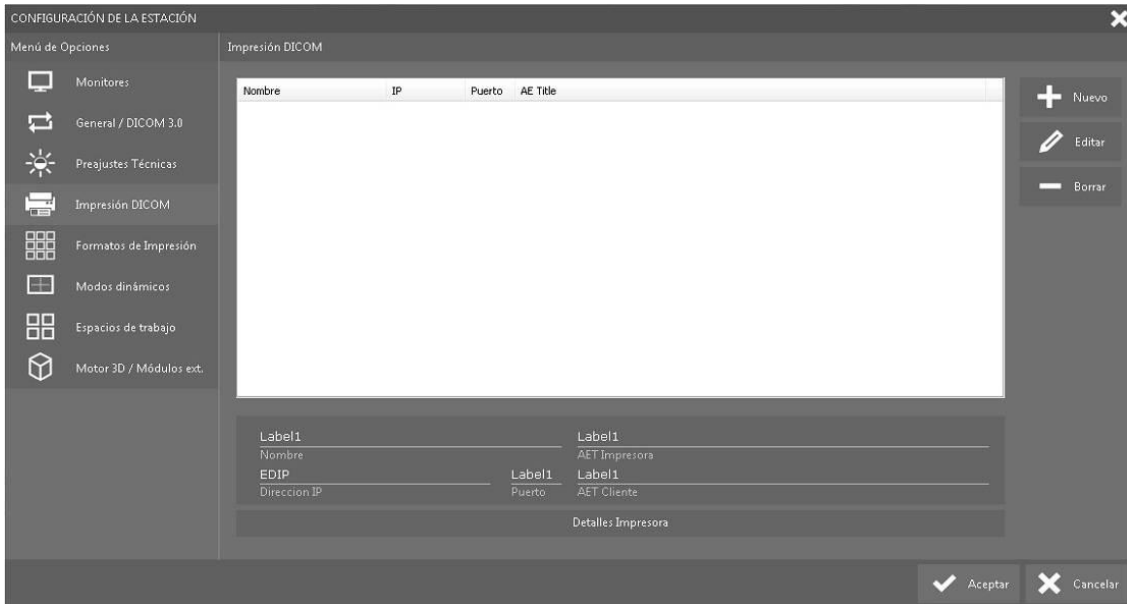 CONFIGURACIÓN DE LA ESTACIÓN
Menú de Opciones
Impresión DICOM
Monitores
General / DICOM 3.0
Preajustes Técnicas
Impresión DICOM
Formatos de Impresión
Modos dinámicos
Espacios de trabajo
Motor 3D / Módulos ext.
Nombre IP Puerto AE Title
Nuevo
Editar
Borrar
Label1 Label1
Nombre AET Impresora
EDIP Label1 Label1
Direccion IP Puerto AET Cliente
Detalles Impresora
Aceptar Cancelar